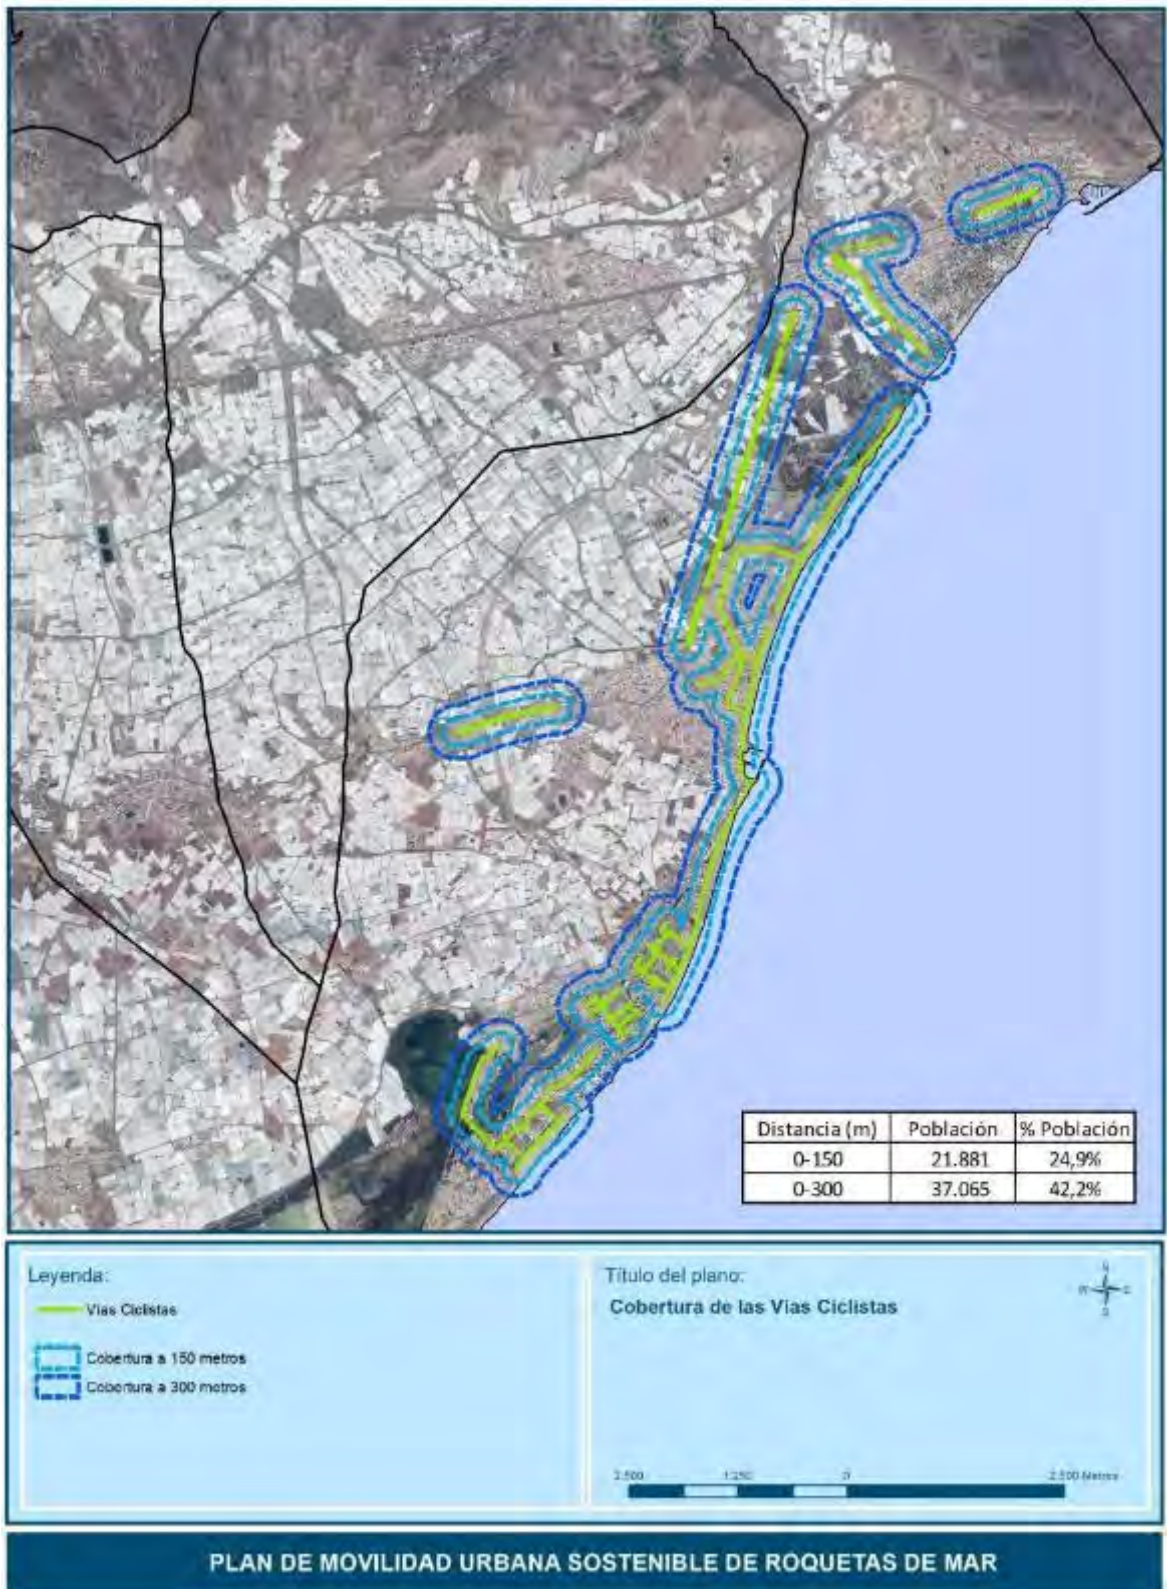 Distancia (m) Población % Población
0-150 21.881 24,9%
0-300 37.065 42,2%
Leyenda:
Vias Ciclistas
Cobertura a 150 metros
Cobertura a 300 metros
Título del plano:
Cobertura de las Vias Ciclistas
N
W E
S
2.500 1.250 0 2.500 Metros
PLAN DE MOVILIDAD URBANA SOSTENIBLE DE ROQUETAS DE MAR